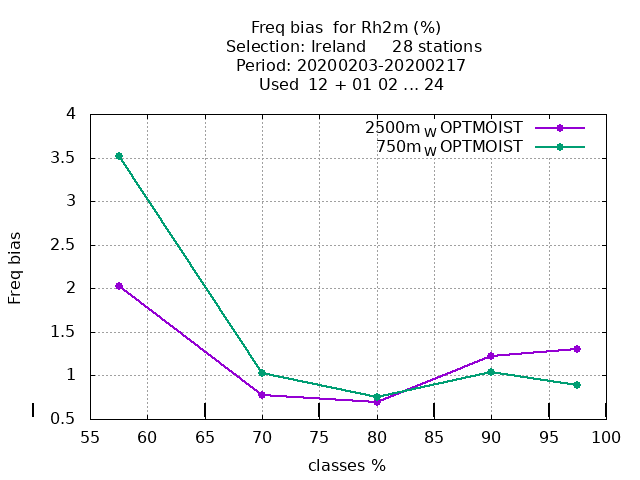 Freq bias  for Rh2m (%)
Selection: Ireland     28 stations
Period: 20200203-20200217
Used  12 + 01 02 ... 24
2500m W OPTMOIST
750m W OPTMOIST
4
3.5
3
2.5
2
1.5
1
0.5
Freq bias
55 60 65 70 75 80 85 90 95 100
classes %